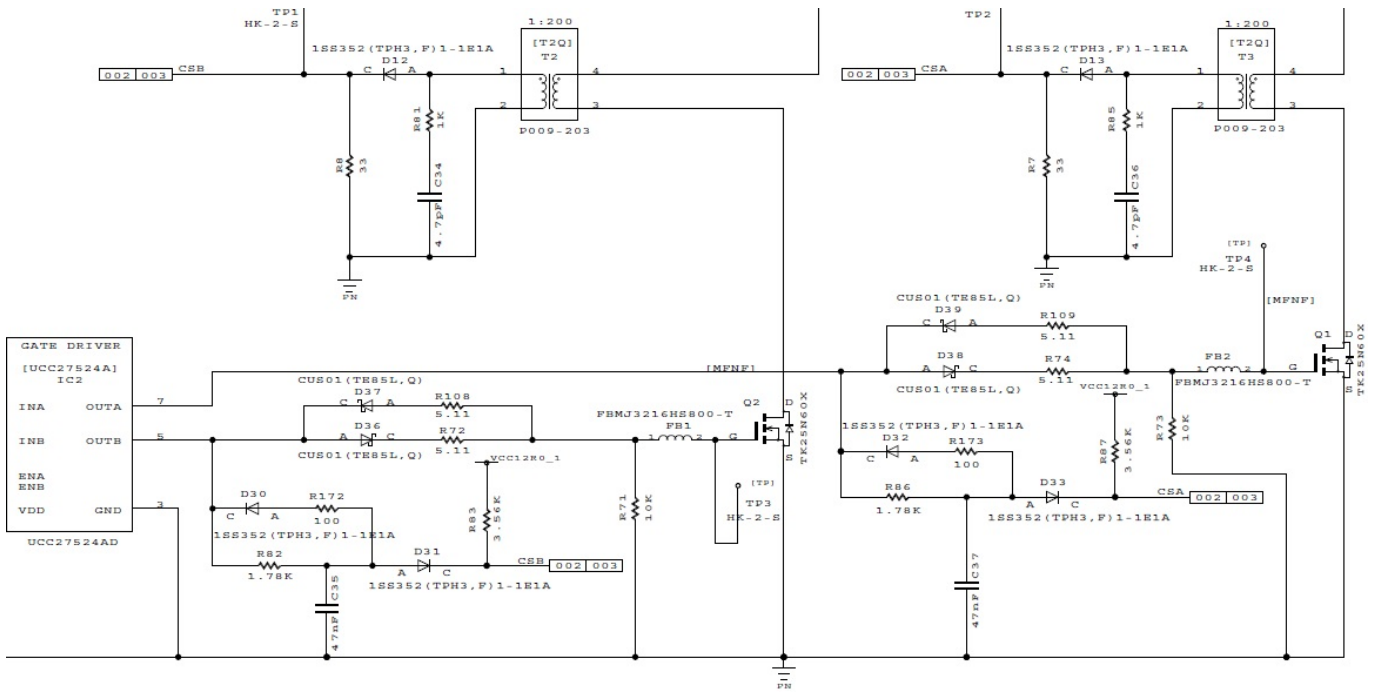 TP1
HK-2-S
1:200
[T2Q]
T2
1SS352(TPH3,F)1-1E1A
D12
C
A
1
4
2
3
P009-203
002
003
CSB
R81
1K
R8
33
C34
4.7pF
PN
TP2
1:200
[T2Q]
T3
1SS352(TPH3,F)1-1E1A
D13
C
A
1
4
2
3
P009-203
002
003
CSA
R85
1K
R7
33
C36
4.7pF
PN
[TP]
TP4
HK-2-S
[MFNF]
CUS01(TE85L,Q)
D39
C
A
R109
5.11
D38
A
C
R74
5.11
CUS01(TE85L,Q)
VCC12R0_1
FB2
1
2
FBMJ3216HS800-T
G
Q1
D
S
TK25N60X
GATE DRIVER
[UCC27524A]
IC2
INA
OUTA
7
INB
OUTB
5
ENA
ENB
VDD
GND
3
UCC27524AD
[MFNF]
CUS01(TE85L,Q)
D37
C
A
R108
5.11
D36
A
C
R72
5.11
CUS01(TE85L,Q)
VCC12R0_1
FBMJ3216HS800-T
FB1
1
2
G
Q2
D
S
TK25N60X
[TP]
TP3
HK-2-S
1SS352(TPH3,F)1-1E1A
D32
C
A
R173
100
R87
3.56K
R73
10K
R86
1.78K
D33
A
C
1SS352(TPH3,F)1-1E1A
CSA
002
003
D30
C
A
R172
100
1SS352(TPH3,F)1-1E1A
R83
3.56K
R71
10K
R82
1.78K
D31
A
C
1SS352(TPH3,F)1-1E1A
CSB
002
003
C35
47nF
C37
47nF
PN